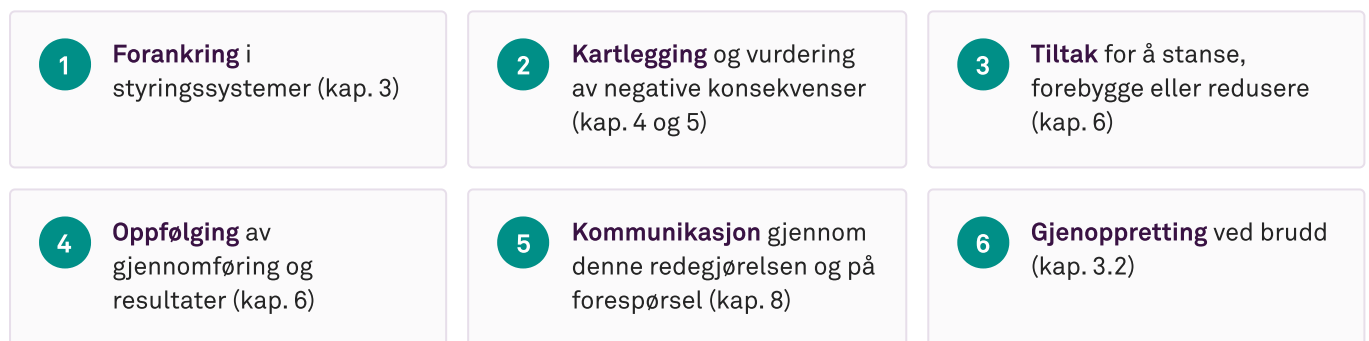 1
Forankring i
styringssystemer (kap. 3)
2
Kartlegging og vurdering
av negative konsekvenser
(kap. 4 og 5)
3
Tiltak for å stanse,
forebygge eller redusere
(kap. 6)
4
Oppfølging av
gjennomføring og
resultater (kap. 6)
5
Kommunikasjon gjennom
denne redegjørelsen og på
forespørsel (kap. 8)
6
Gjenoppretting ved brudd
(kap. 3.2)